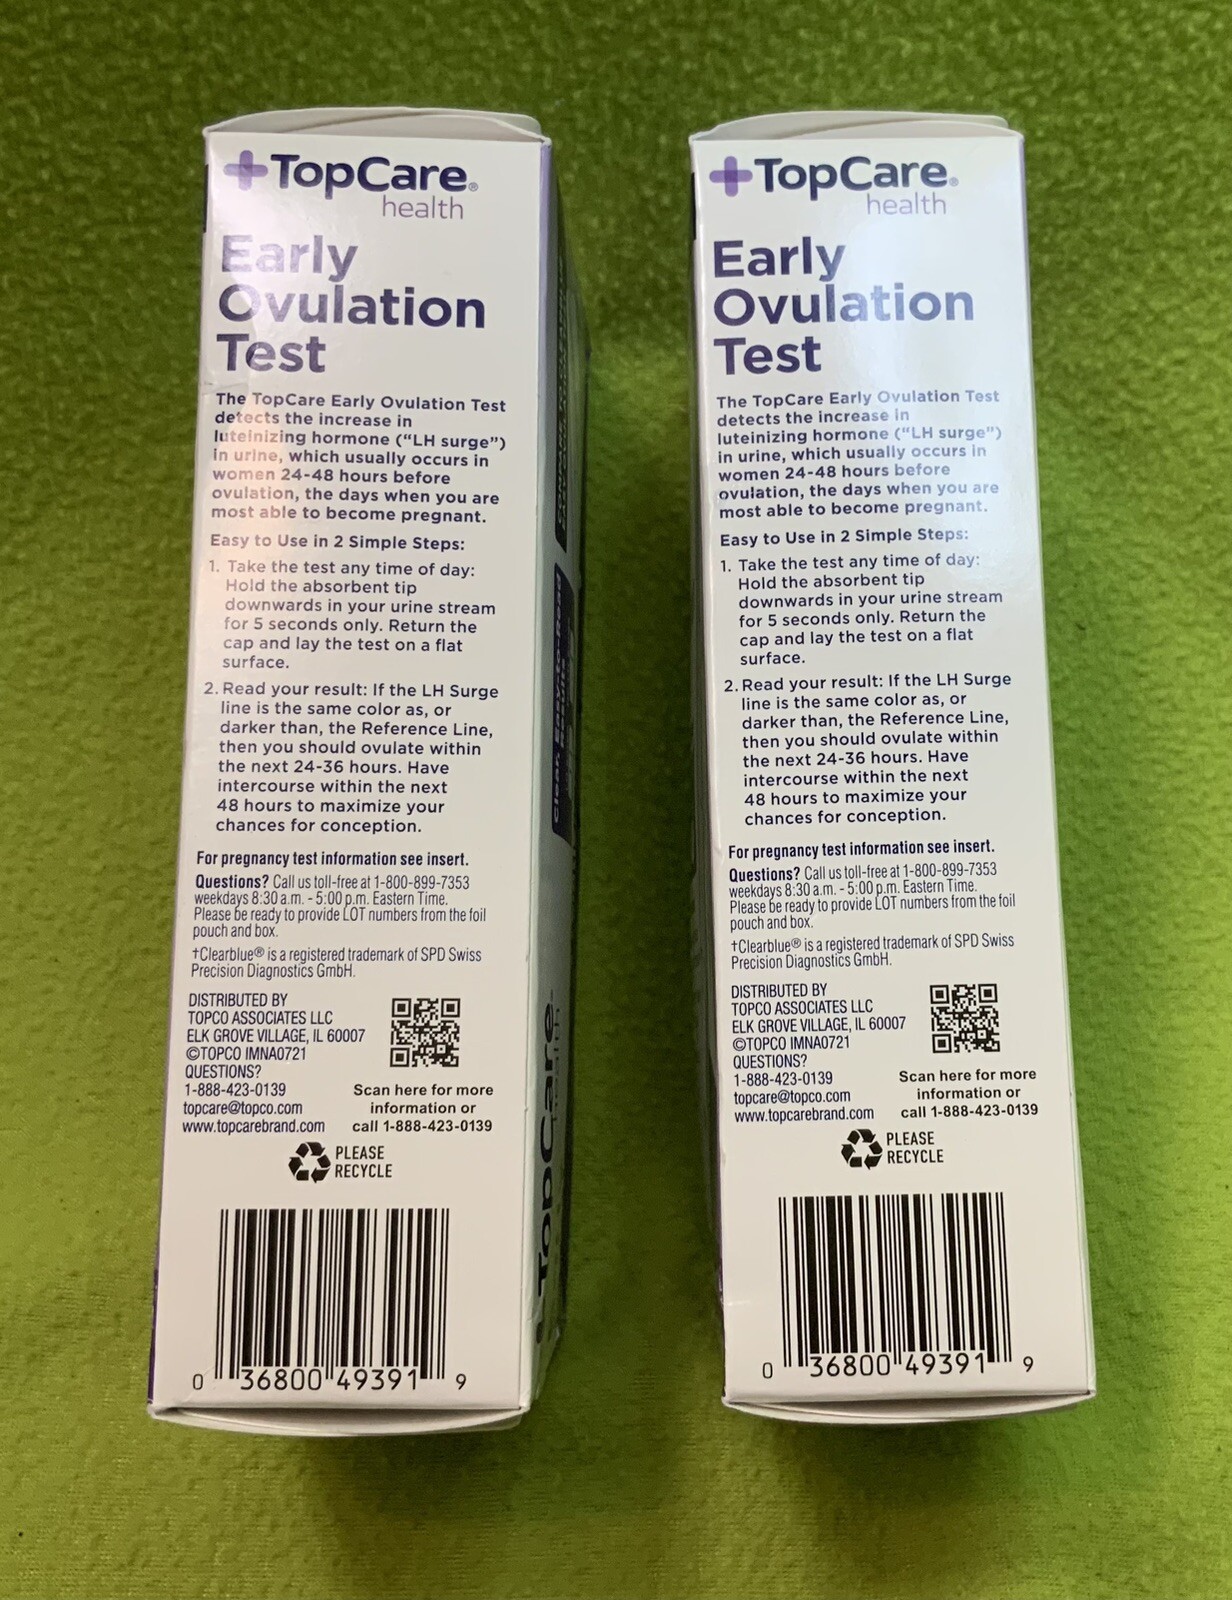 TopCare®
health
Early
Ovulation
Test
The TopCare Early Ovulation Test
detects the increase in
luteinizing hormone (“LH surge”)
in urine, which usually occurs in
women 24-48 hours before
ovulation, the days when you are
most able to become pregnant.
Easy to Use in 2 Simple Steps:
1. Take the test any time of day:
Hold the absorbent tip
downwards in your urine stream
for 5 seconds only. Return the
cap and lay the test on a flat
surface.
2. Read your result: If the LH Surge
line is the same color as, or
darker than, the Reference Line,
then you should ovulate within
the next 24-36 hours. Have
intercourse within the next
48 hours to maximize your
chances for conception.
For pregnancy test information see insert.
Questions? Call us toll-free at 1-800-899-7353
weekdays 8:30 a.m. - 5:00 p.m. Eastern Time.
Please be ready to provide LOT numbers from the foil
pouch and box.
†Clearblue® is a registered trademark of SPD Swiss
Precision Diagnostics GmbH.
DISTRIBUTED BY
TOPCO ASSOCIATES LLC
ELK GROVE VILLAGE, IL 60007
©TOPCO IMNA0721
QUESTIONS?
1-888-423-0139
topcare@topco.com
www.topcarebrand.com
Scan here for more
information or
call 1-888-423-0139
PLEASE
RECYCLE
0 36800 49391 9
Clear, Easy-to-Read
TopCare
health
TopCare®
health
Early
Ovulation
Test
The TopCare Early Ovulation Test
detects the increase in
luteinizing hormone (“LH surge”)
in urine, which usually occurs in
women 24-48 hours before
ovulation, the days when you are
most able to become pregnant.
Easy to Use in 2 Simple Steps:
1. Take the test any time of day:
Hold the absorbent tip
downwards in your urine stream
for 5 seconds only. Return the
cap and lay the test on a flat
surface.
2. Read your result: If the LH Surge
line is the same color as, or
darker than, the Reference Line,
then you should ovulate within
the next 24-36 hours. Have
intercourse within the next
48 hours to maximize your
chances for conception.
For pregnancy test information see insert.
Questions? Call us toll-free at 1-800-899-7353
weekdays 8:30 a.m. - 5:00 p.m. Eastern Time.
Please be ready to provide LOT numbers from the foil
pouch and box.
†Clearblue® is a registered trademark of SPD Swiss
Precision Diagnostics GmbH.
DISTRIBUTED BY
TOPCO ASSOCIATES LLC
ELK GROVE VILLAGE, IL 60007
©TOPCO IMNA0721
QUESTIONS?
1-888-423-0139
topcare@topco.com
www.topcarebrand.com
Scan here for more
information or
call 1-888-423-0139
PLEASE
RECYCLE
0 36800 49391 9